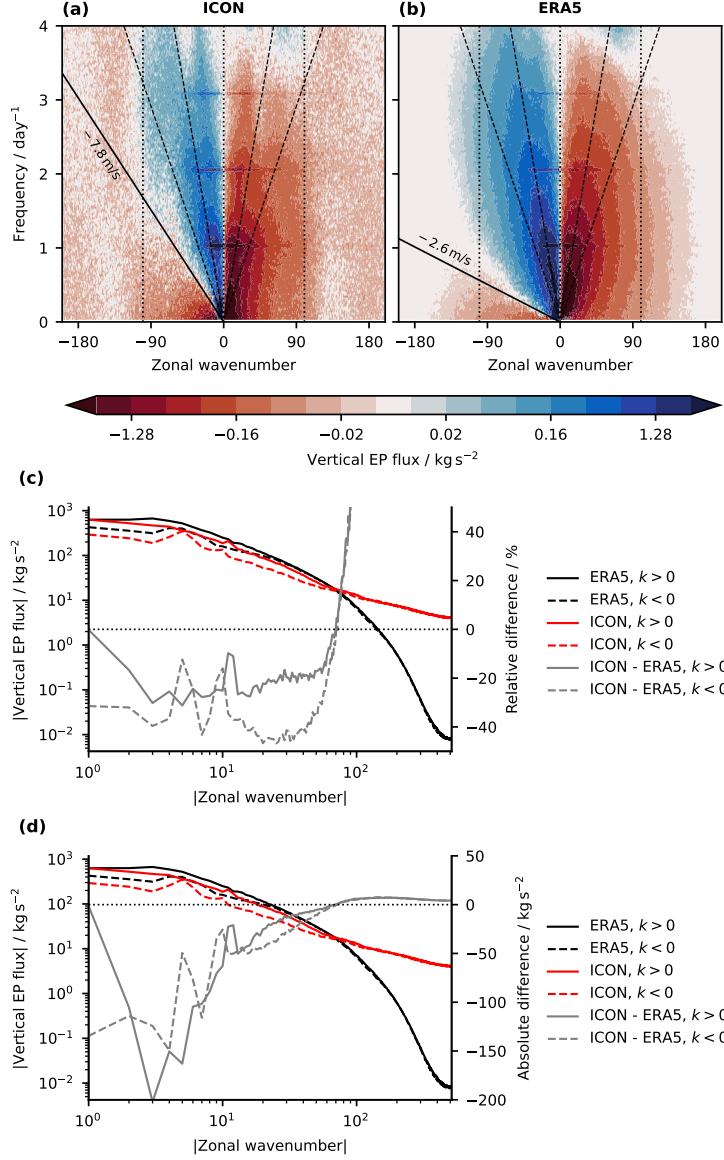 (a) ICON
(b) ERA5
4
3
2
1
0
Frequency / day⁻¹
−7.8 m/s
−2.6 m/s
−180 −90 0 90 180
−180 −90 0 90 180
Zonal wavenumber
Zonal wavenumber
−1.28 −0.16 −0.02 0.02 0.16 1.28
Vertical EP flux / kg s⁻²
(c)
10³
10²
10¹
10⁰
10⁻¹
10⁻²
|Vertical EP flux| / kg s⁻²
40
20
0
−20
−40
Relative difference / %
10⁰ 10¹ 10²
|Zonal wavenumber|
ERA5, k > 0
ERA5, k < 0
ICON, k > 0
ICON, k < 0
ICON - ERA5, k > 0
ICON - ERA5, k < 0
(d)
10³
10²
10¹
10⁰
10⁻¹
10⁻²
|Vertical EP flux| / kg s⁻²
50
0
−50
−100
−150
−200
Absolute difference / kg s⁻²
10⁰ 10¹ 10²
|Zonal wavenumber|
ERA5, k > 0
ERA5, k < 0
ICON, k > 0
ICON, k < 0
ICON - ERA5, k > 0
ICON - ERA5, k < 0